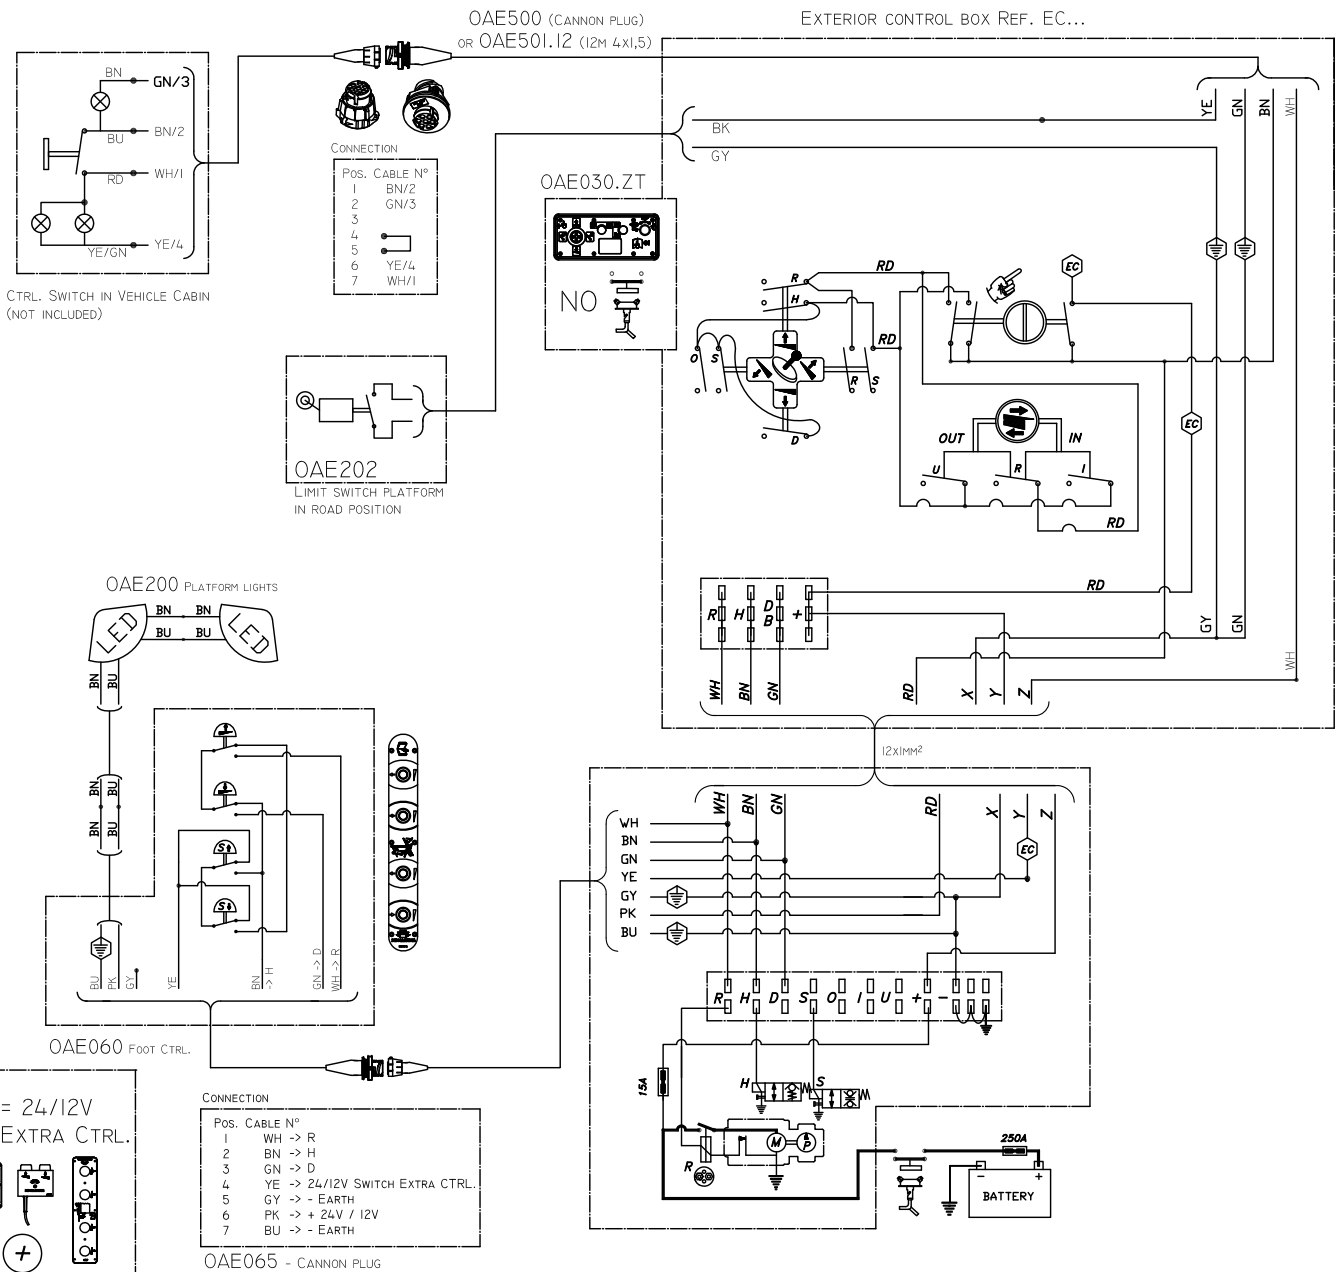 OAE500 (CANNON PLUG)
OR OAE501.12 (12M 4X1,5)
EXTERIOR CONTROL BOX REF. EC...
BN
GN/3
BU
BN/2
RD
WH/1
YE/GN
YE/4
CTRL. SWITCH IN VEHICLE CABIN
(NOT INCLUDED)
CONNECTION
POS. CABLE N°
1 BN/2
2 GN/3
3
4
5
6 YE/4
7 WH/1
YE
GN
BN
WH
BK
GY
OAE030.ZT
NO
R
H
RD
EC
RD
O
S
R
S
D
EC
OUT
IN
U
R
I
RD
OAE202
LIMIT SWITCH PLATFORM
IN ROAD POSITION
OAE200 PLATFORM LIGHTS
LED
BN
BN
BU
BU
LED
BN
BU
RD
R
H
D
B
+
GY
GN
WH
WH
BN
GN
RD
X
Y
Z
12X1MM²
BN
BU
BN
BU
S
S
BU
PK
GY
YE
BN
-> H
GN -> D
WH -> R
OAE060 FOOT CTRL.
WH
BN
GN
RD
X
Y
Z
WH
BN
GN
YE
GY
PK
BU
EC
R
H
D
S
O
I
U
+
-
15A
H
S
M
P
R
250A
-
+
BATTERY
= 24/12V
EXTRA CTRL.
+
CONNECTION
POS. CABLE N°
1 WH -> R
2 BN -> H
3 GN -> D
4 YE -> 24/12V SWITCH EXTRA CTRL.
5 GY -> - EARTH
6 PK -> + 24V / 12V
7 BU -> - EARTH
OAE065 - CANNON PLUG